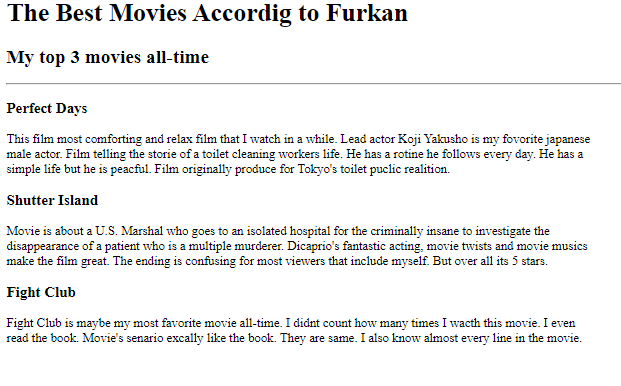 The Best Movies Accordig to Furkan
My top 3 movies all-time
Perfect Days
This film most comforting and relax film that I watch in a while. Lead actor Koji Yakusho is my fovorite japanese
male actor. Film telling the storie of a toilet cleaning workers life. He has a rotine he follows every day. He has a
simple life but he is peacful. Film originally produce for Tokyo's toilet puclic realition.
Shutter Island
Movie is about a U.S. Marshal who goes to an isolated hospital for the criminally insane to investigate the
disappearance of a patient who is a multiple murderer. Dicaprio's fantastic acting, movie twists and movie musics
make the film great. The ending is confusing for most viewers that include myself. But over all its 5 stars.
Fight Club
Fight Club is maybe my most favorite movie all-time. I didnt count how many times I wacth this movie. I even
read the book. Movie's senario excally like the book. They are same. I also know almost every line in the movie.